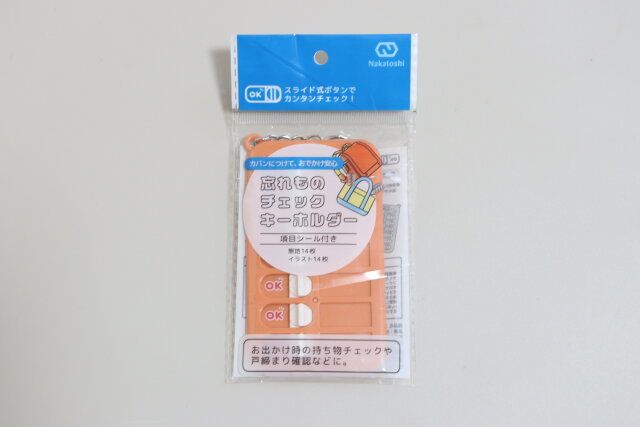 Nakatoshi
OK
スライド式ボタンで
カンタンチェック！
カバンにつけて、おでかけ安心
忘れもの
チェック
キーホルダー
項目シール付き
無地14枚
イラスト14枚
OK
OK
お出かけ時の持ち物チェックや
戸締まり確認などに。